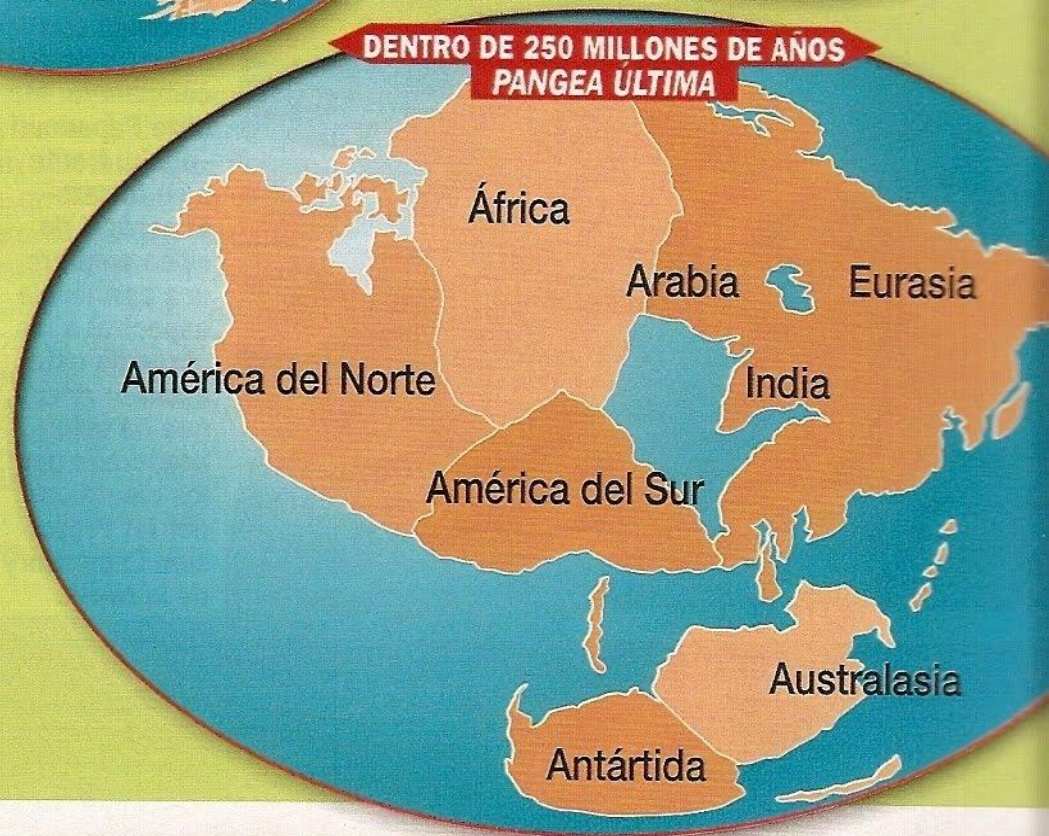 DENTRO DE 250 MILLONES DE AÑOS
PANGEA ÚLTIMA
África
Arabia
Eurasia
América del Norte
India
América del Sur
Australasia
Antártida